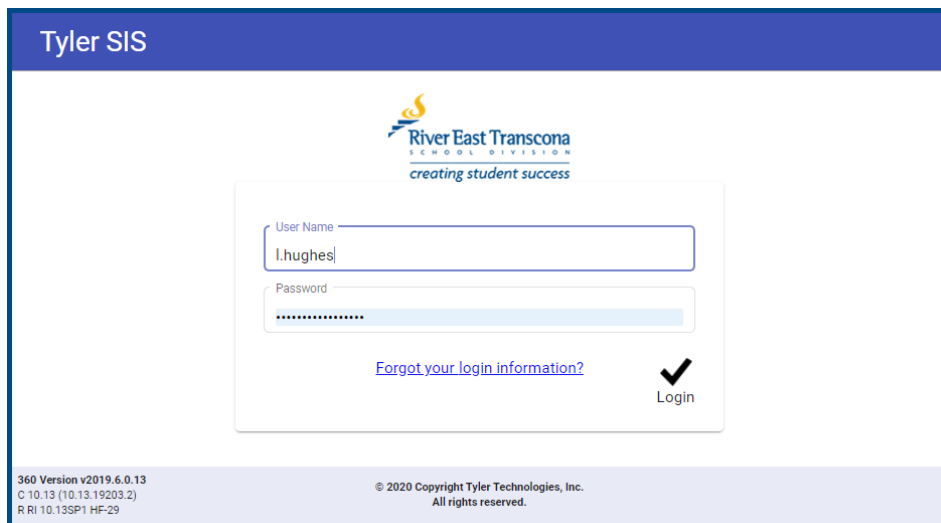 Tyler SIS
River East Transcona
SCHOOL DIVISION
creating student success
User Name
l.hughes
Password
•••••••••••••••••
Forgot your login information?
Login
360 Version v2019.6.0.13
C 10.13 (10.13.19203.2)
R RI 10.13SP1 HF-29
© 2020 Copyright Tyler Technologies, Inc.
All rights reserved.